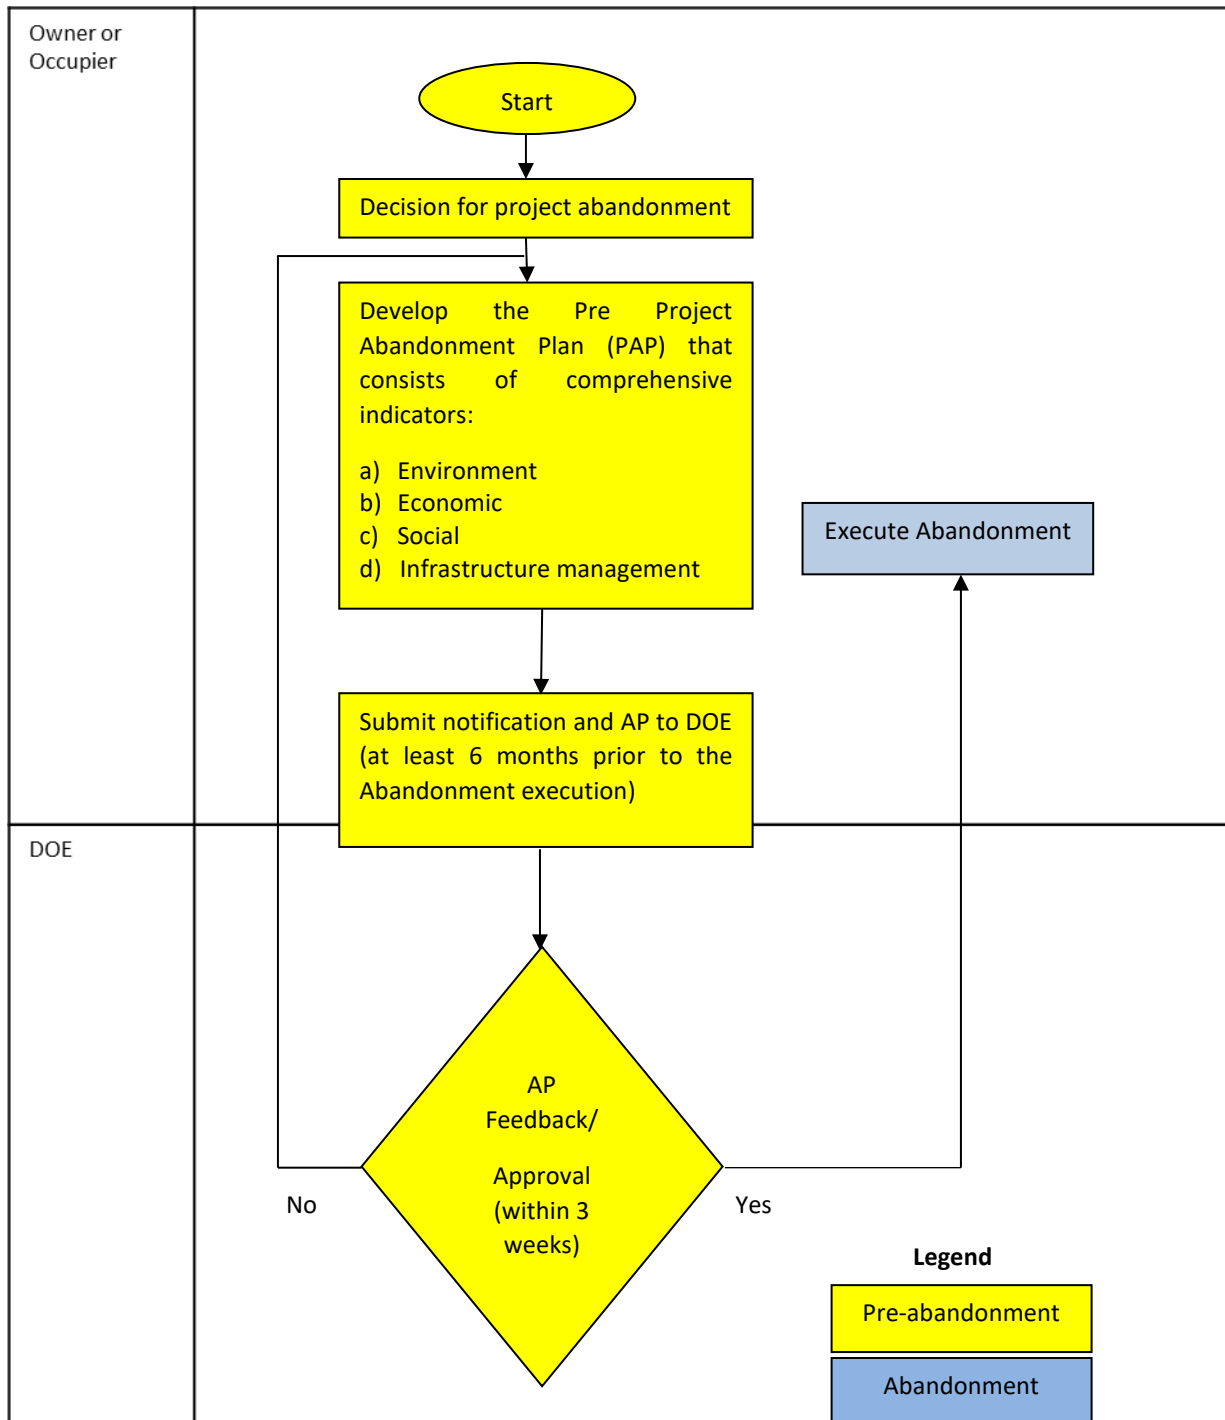 Owner or
Occupier
Start
Decision for project abandonment
Develop the Pre Project
Abandonment Plan (PAP) that
consists of comprehensive
indicators:
a) Environment
b) Economic
c) Social
d) Infrastructure management
Execute Abandonment
Submit notification and AP to DOE
(at least 6 months prior to the
Abandonment execution)
DOE
AP
Feedback/
Approval
(within 3
weeks)
No
Yes
Legend
Pre-abandonment
Abandonment